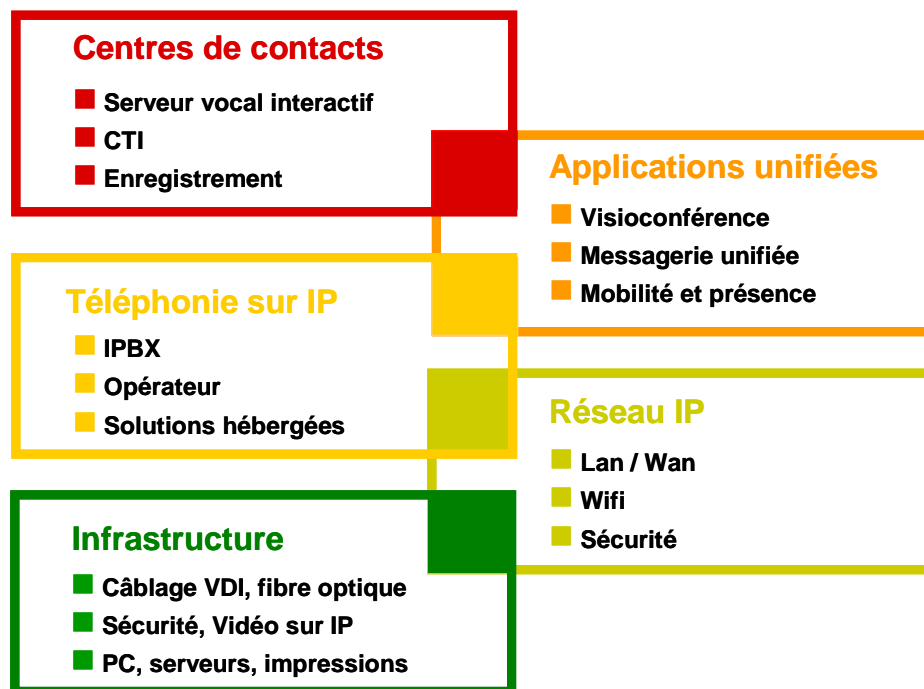 Centres de contacts
Serveur vocal interactif
CTI
Enregistrement
Applications unifiées
Visioconférence
Messagerie unifiée
Mobilité et présence
Téléphonie sur IP
IPBX
Opérateur
Solutions hébergées
Réseau IP
Lan / Wan
Wifi
Sécurité
Infrastructure
Câblage VDI, fibre optique
Sécurité, Vidéo sur IP
PC, serveurs, impressions